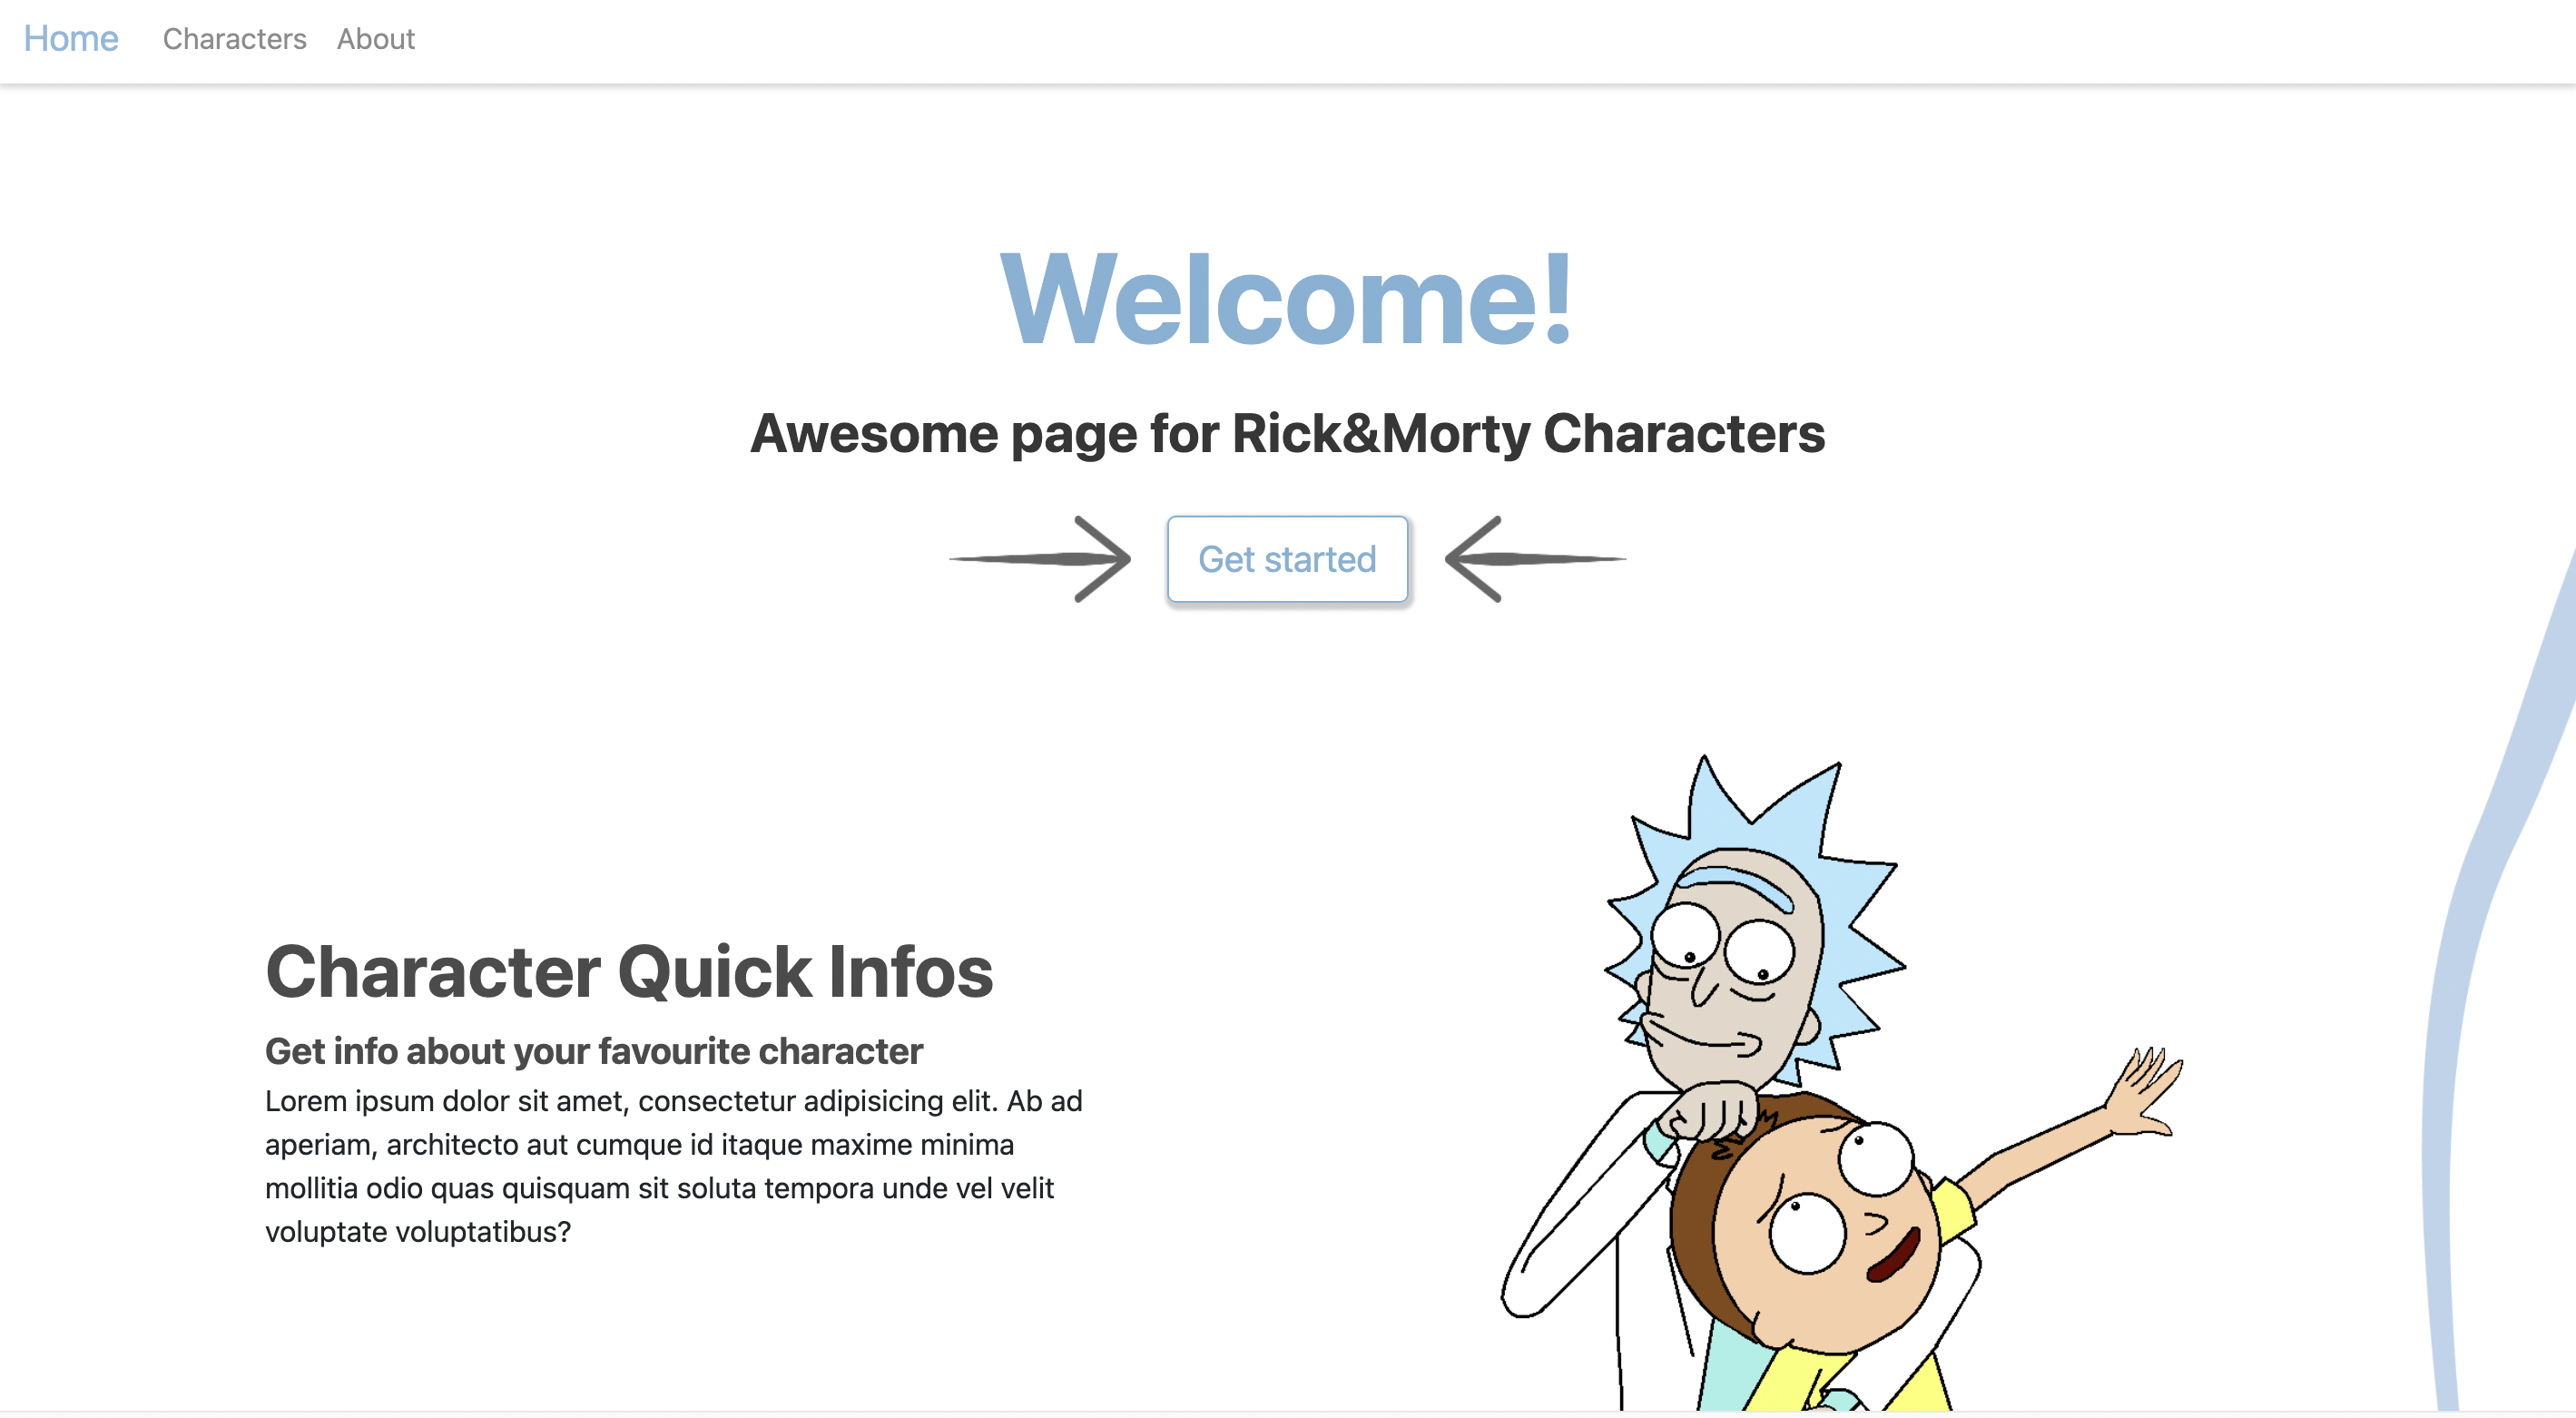 Home Characters About
Welcome!
Awesome page for Rick&Morty Characters
Get started
Character Quick Infos
Get info about your favourite character
Lorem ipsum dolor sit amet, consectetur adipisicing elit. Ab ad
aperiam, architecto aut cumque id itaque maxime minima
mollitia odio quas quisquam sit soluta tempora unde vel velit
voluptate voluptatibus?